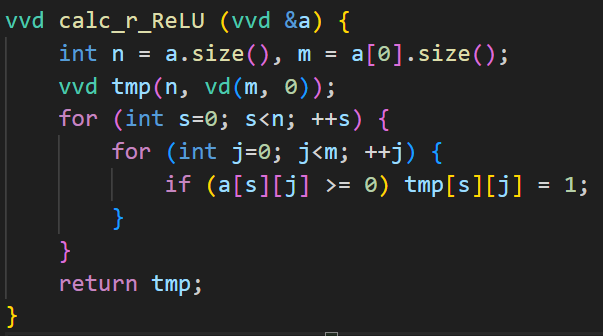 vvd calc_r_ReLU (vvd &a) {
    int n = a.size(), m = a[0].size();
    vvd tmp(n, vd(m, 0));
    for (int s=0; s<n; ++s) {
        for (int j=0; j<m; ++j) {
            if (a[s][j] >= 0) tmp[s][j] = 1;
        }
    }
    return tmp;
}